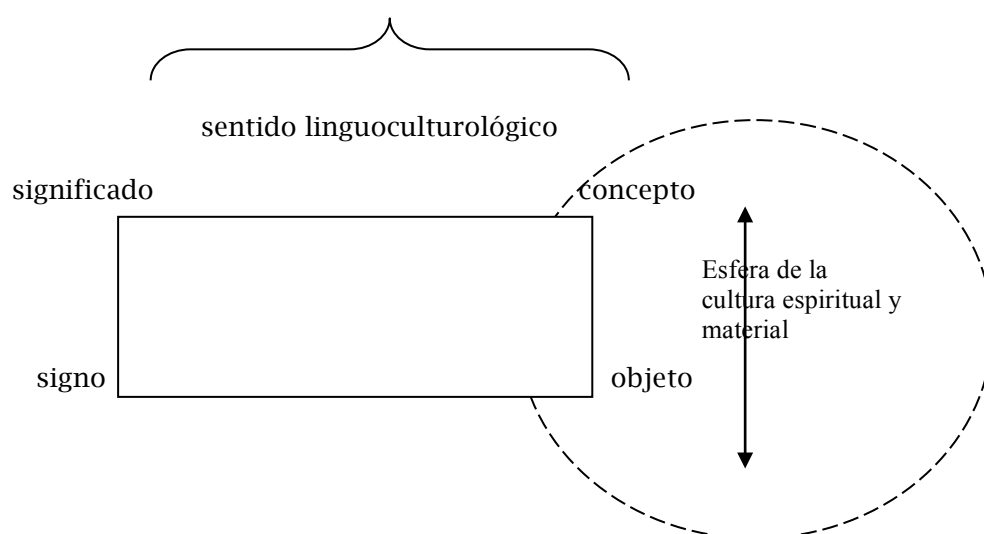 sentido linguoculturológico
significado
concepto
Esfera de la
cultura espiritual y
material
signo
objeto